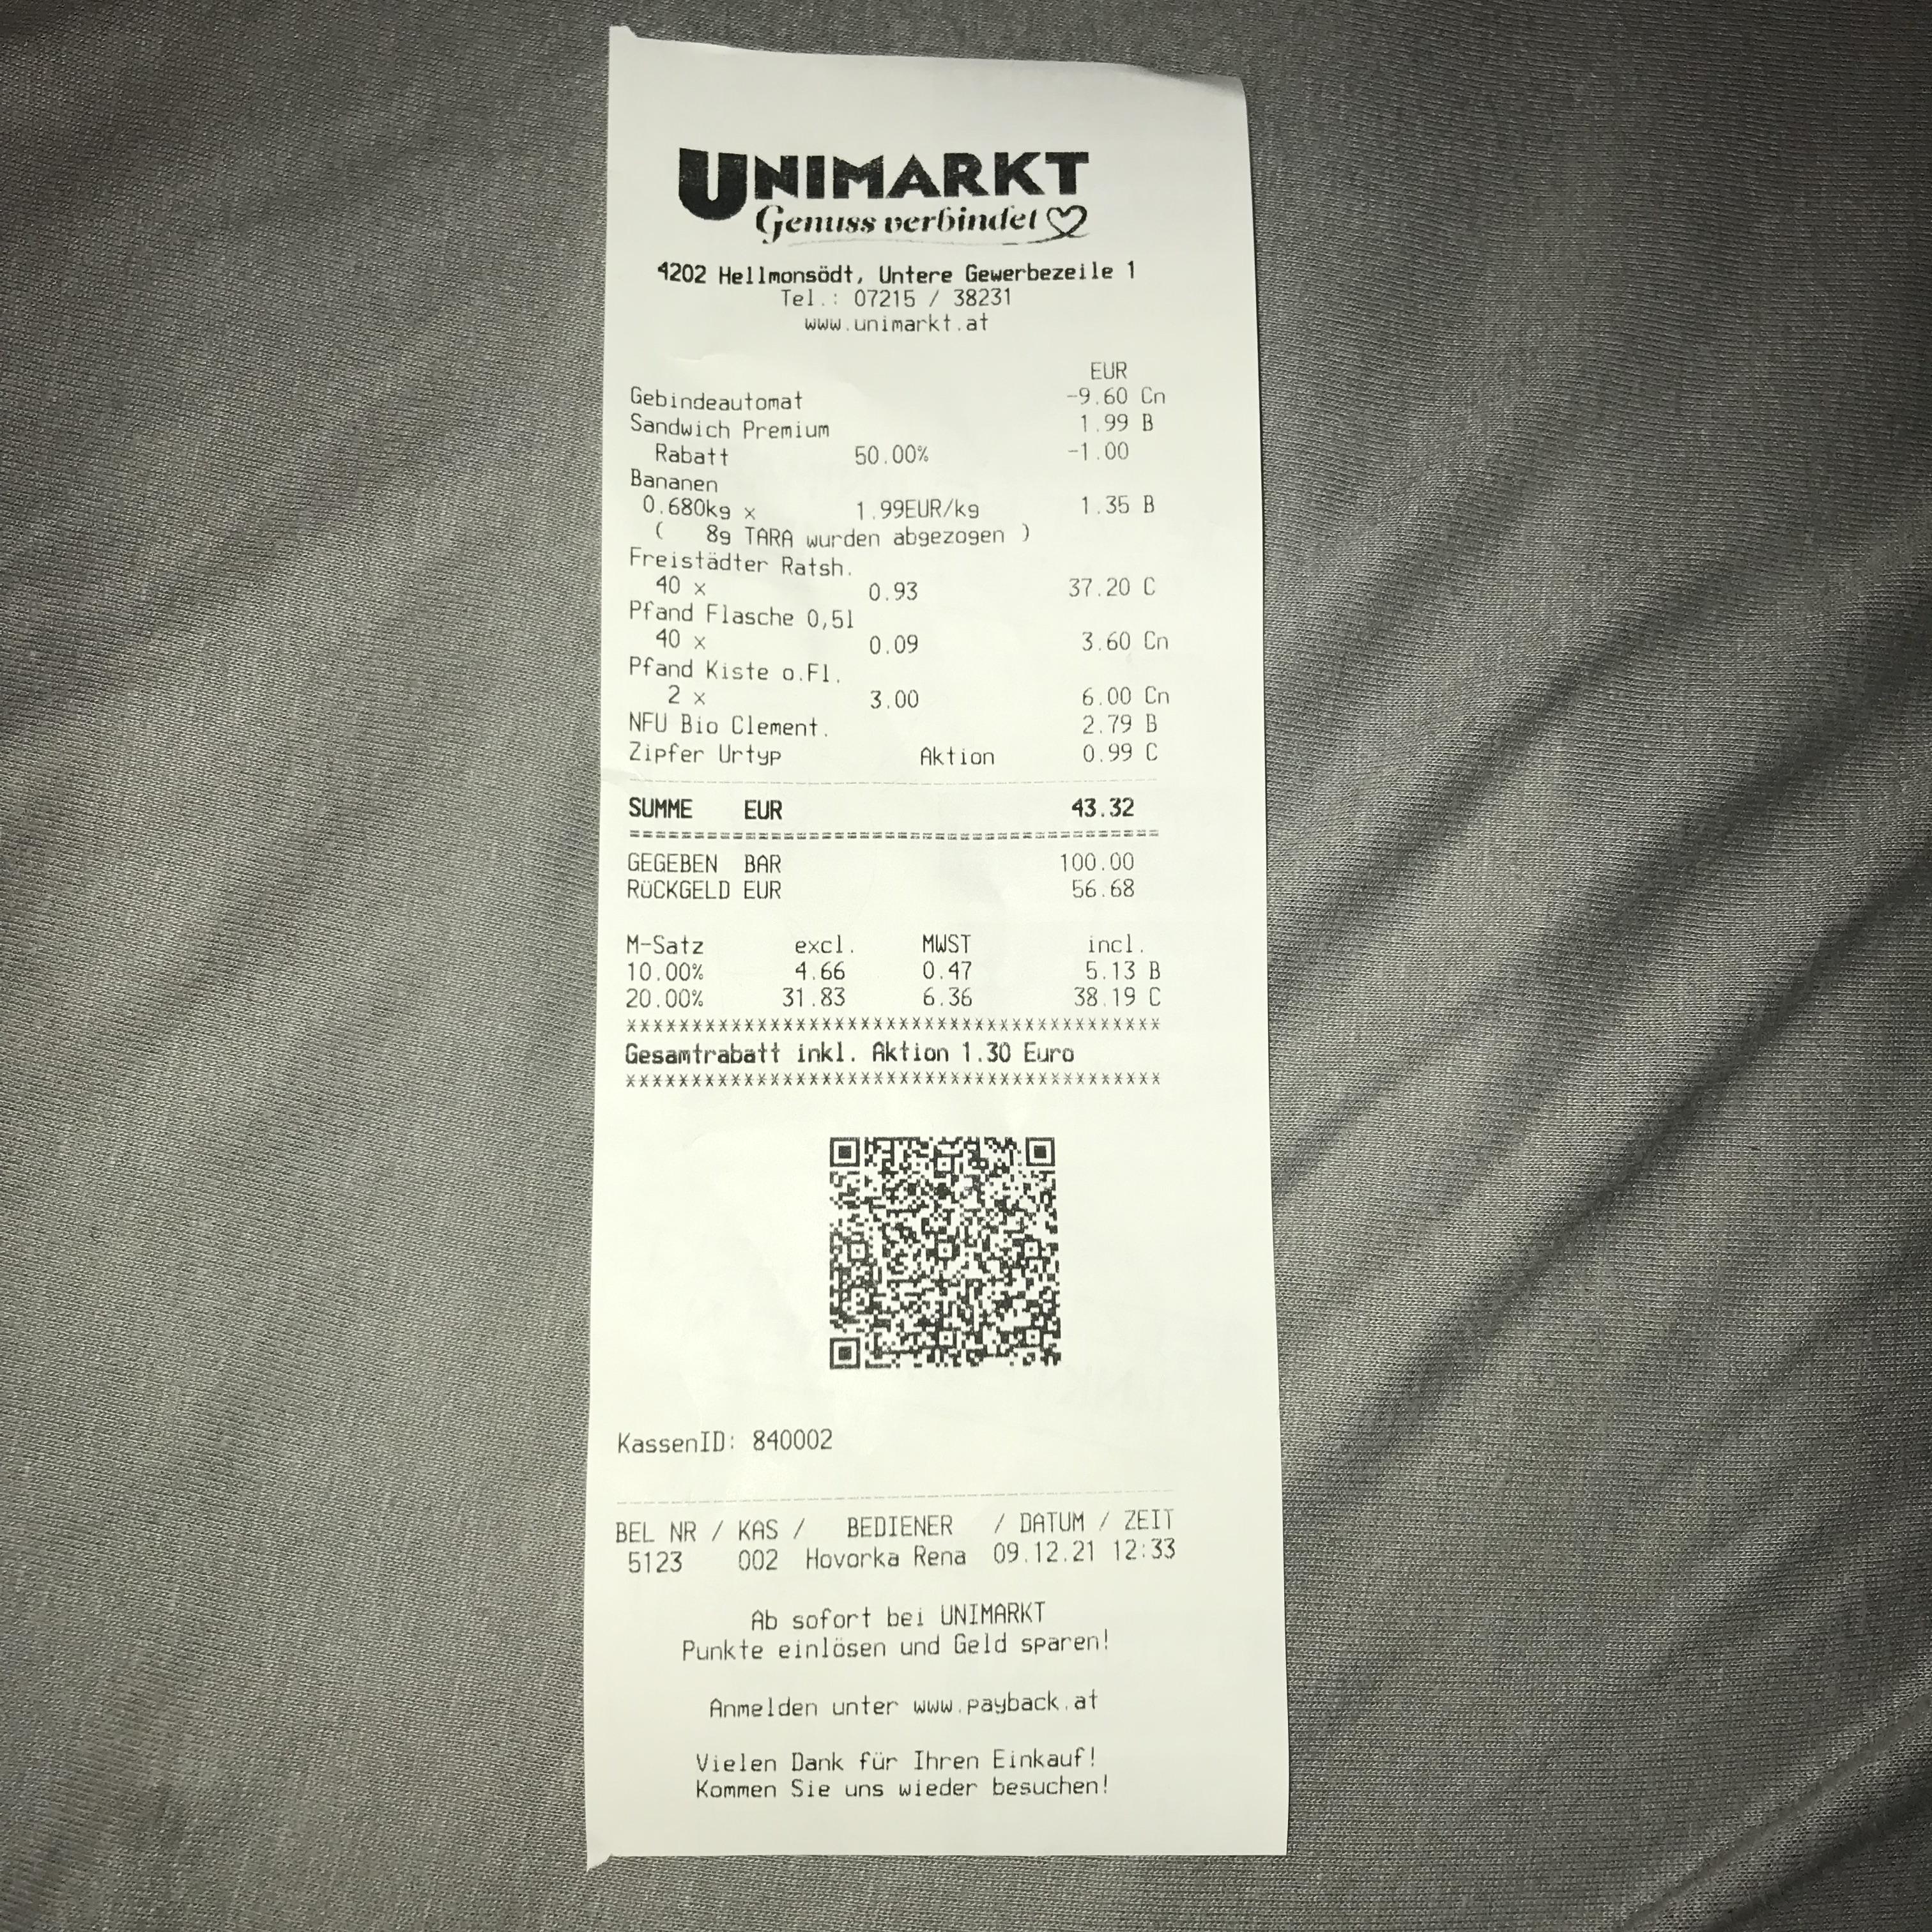 UNIMARKT
Genuss verbindet
4202 Hellmonsödt, Untere Gewerbezeile 1
Tel.: 07215 / 38231
www.unimarkt.at
EUR
Gebindeautomat -9.60 Cn
Sandwich Premium 1.99 B
Rabatt 50.00% -1.00
Bananen
0.680kg x 1.99EUR/kg 1.35 B
( 8g TARA wurden abgezogen )
Freistädter Ratsh.
40 x 0.93 37.20 C
Pfand Flasche 0,5l
40 x 0.09 3.60 Cn
Pfand Kiste o.Fl.
2 x 3.00 6.00 Cn
NFU Bio Clement. 2.79 B
Zipfer Urtyp Aktion 0.99 C
SUMME EUR 43.32
=========================================
GEGEBEN BAR 100.00
RÜCKGELD EUR 56.68
M-Satz excl. MWST incl.
10.00% 4.66 0.47 5.13 B
20.00% 31.83 6.36 38.19 C
******************************************
Gesamtrabatt inkl. Aktion 1.30 Euro
******************************************
KassenID: 840002
BEL NR / KAS / BEDIENER / DATUM / ZEIT
5123 002 Hovorka Rena 09.12.21 12:33
Ab sofort bei UNIMARKT
Punkte einlösen und Geld sparen!
Anmelden unter www.payback.at
Vielen Dank für Ihren Einkauf!
Kommen Sie uns wieder besuchen!